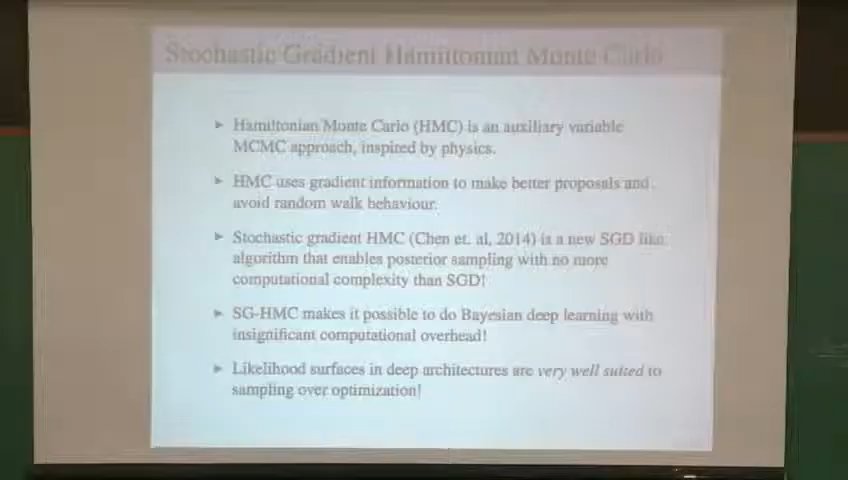 Stochastic Gradient Hamiltonian Monte Carlo
▸ Hamiltonian Monte Carlo (HMC) is an auxiliary variable
MCMC approach, inspired by physics.
▸ HMC uses gradient information to make better proposals and
avoid random walk behaviour.
▸ Stochastic gradient HMC (Chen et. al, 2014) is a new SGD like
algorithm that enables posterior sampling with no more
computational complexity than SGD!
▸ SG-HMC makes it possible to do Bayesian deep learning with
insignificant computational overhead!
▸ Likelihood surfaces in deep architectures are very well suited to
sampling over optimization!